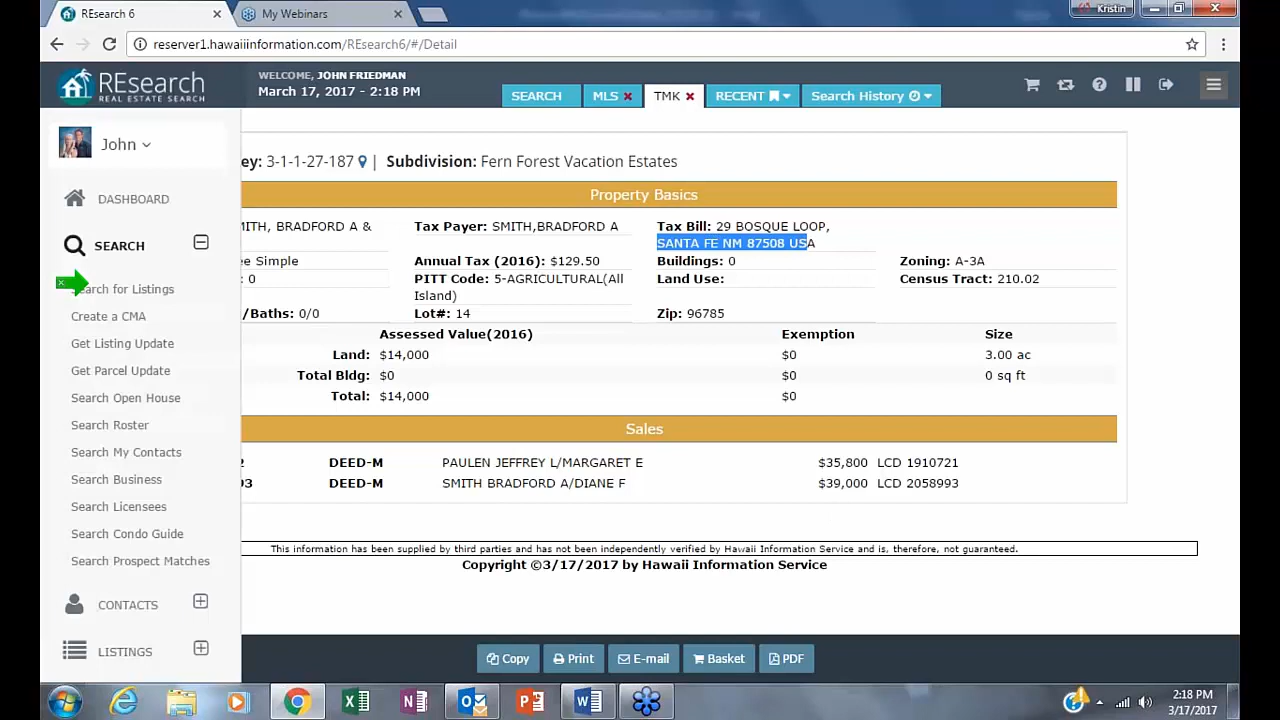 REsearch 6
My Webinars
Kristin
reserver1.hawaiiinformation.com/REsearch6/#/Detail
REsearch
REAL ESTATE SEARCH
WELCOME, JOHN FRIEDMAN
March 17, 2017 - 2:18 PM
SEARCH
MLS
TMK
RECENT
Search History
John
DASHBOARD
SEARCH
Search for Listings
Create a CMA
Get Listing Update
Get Parcel Update
Search Open House
Search Roster
Search My Contacts
Search Business
Search Licensees
Search Condo Guide
Search Prospect Matches
CONTACTS
LISTINGS
ey: 3-1-1-27-187 | Subdivision: Fern Forest Vacation Estates
Property Basics
ITH, BRADFORD A & Tax Payer: SMITH,BRADFORD A Tax Bill: 29 BOSQUE LOOP,
SANTA FE NM 87508 USA
e Simple Annual Tax (2016): $129.50 Buildings: 0 Zoning: A-3A
: 0 PITT Code: 5-AGRICULTURAL(All Land Use: Census Tract: 210.02
Island)
/Baths: 0/0 Lot#: 14 Zip: 96785
Assessed Value(2016) Exemption Size
Land: $14,000 $0 3.00 ac
Total Bldg: $0 $0 0 sq ft
Total: $14,000 $0
Sales
2 DEED-M PAULEN JEFFREY L/MARGARET E $35,800 LCD 1910721
03 DEED-M SMITH BRADFORD A/DIANE F $39,000 LCD 2058993
This information has been supplied by third parties and has not been independently verified by Hawaii Information Service and is, therefore, not guaranteed.
Copyright ©3/17/2017 by Hawaii Information Service
Copy
Print
E-mail
Basket
PDF
2:18 PM
3/17/2017